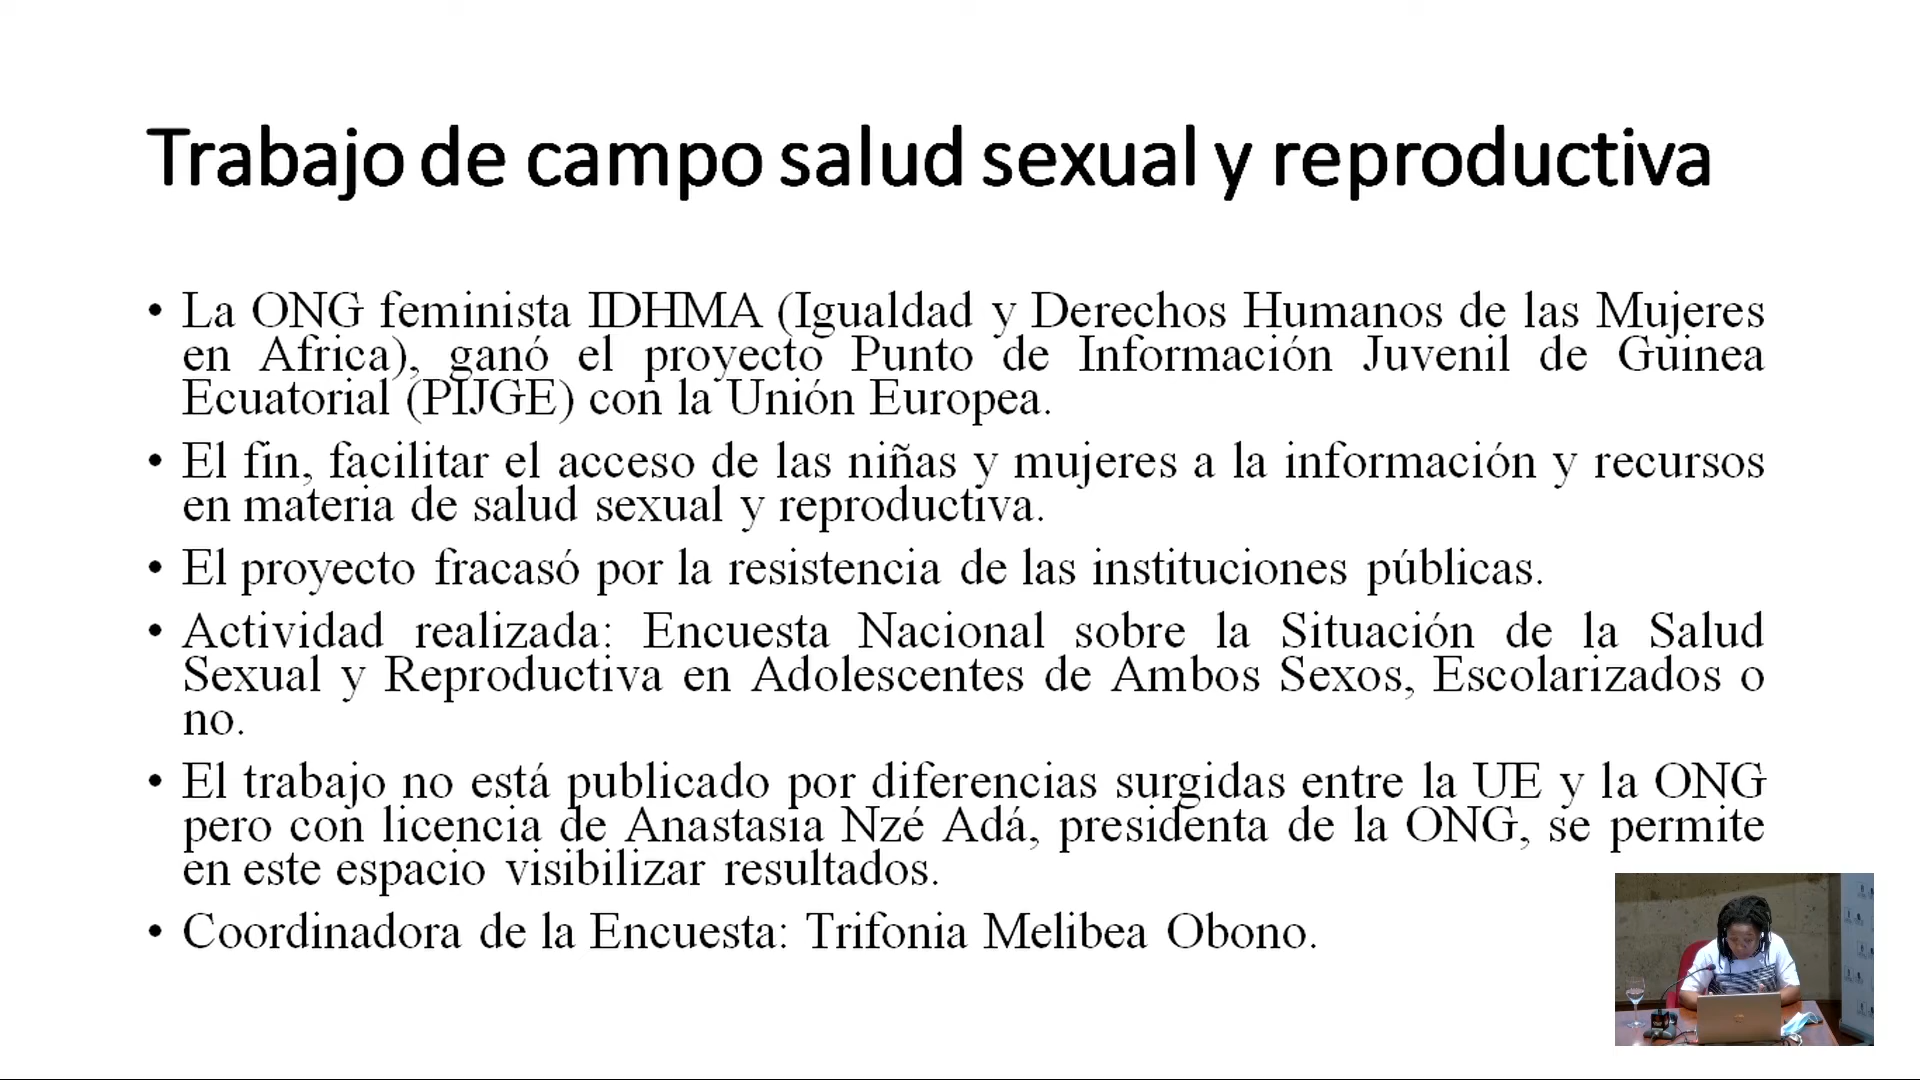 Trabajo de campo salud sexual y reproductiva
• La ONG feminista IDHMA (Igualdad y Derechos Humanos de las Mujeres
en Africa), ganó el proyecto Punto de Información Juvenil de Guinea
Ecuatorial (PIJGE) con la Unión Europea.
• El fin, facilitar el acceso de las niñas y mujeres a la información y recursos
en materia de salud sexual y reproductiva.
• El proyecto fracasó por la resistencia de las instituciones públicas.
• Actividad realizada: Encuesta Nacional sobre la Situación de la Salud
Sexual y Reproductiva en Adolescentes de Ambos Sexos, Escolarizados o
no.
• El trabajo no está publicado por diferencias surgidas entre la UE y la ONG
pero con licencia de Anastasia Nzé Adá, presidenta de la ONG, se permite
en este espacio visibilizar resultados.
• Coordinadora de la Encuesta: Trifonia Melibea Obono.